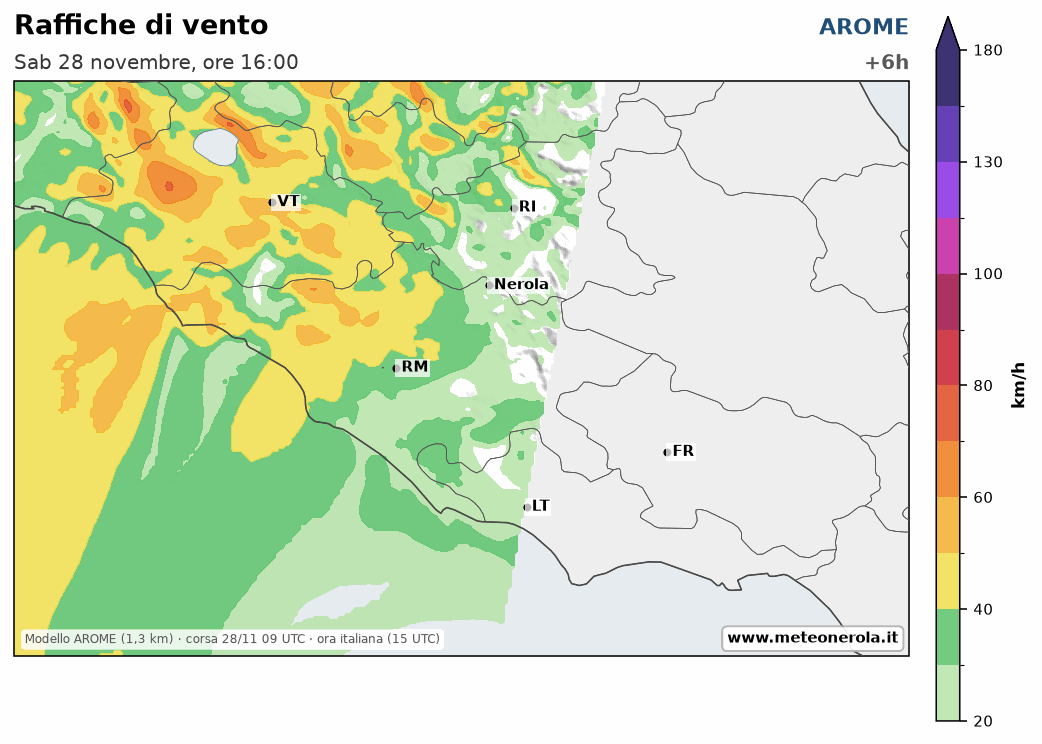 Raffiche di vento
AROME
Sab 28 novembre, ore 16:00
+6h
180
130
100
80
60
40
20
km/h
VT
RI
Nerola
RM
FR
LT
Modello AROME (1,3 km) · corsa 28/11 09 UTC · ora italiana (15 UTC)
www.meteonerola.it